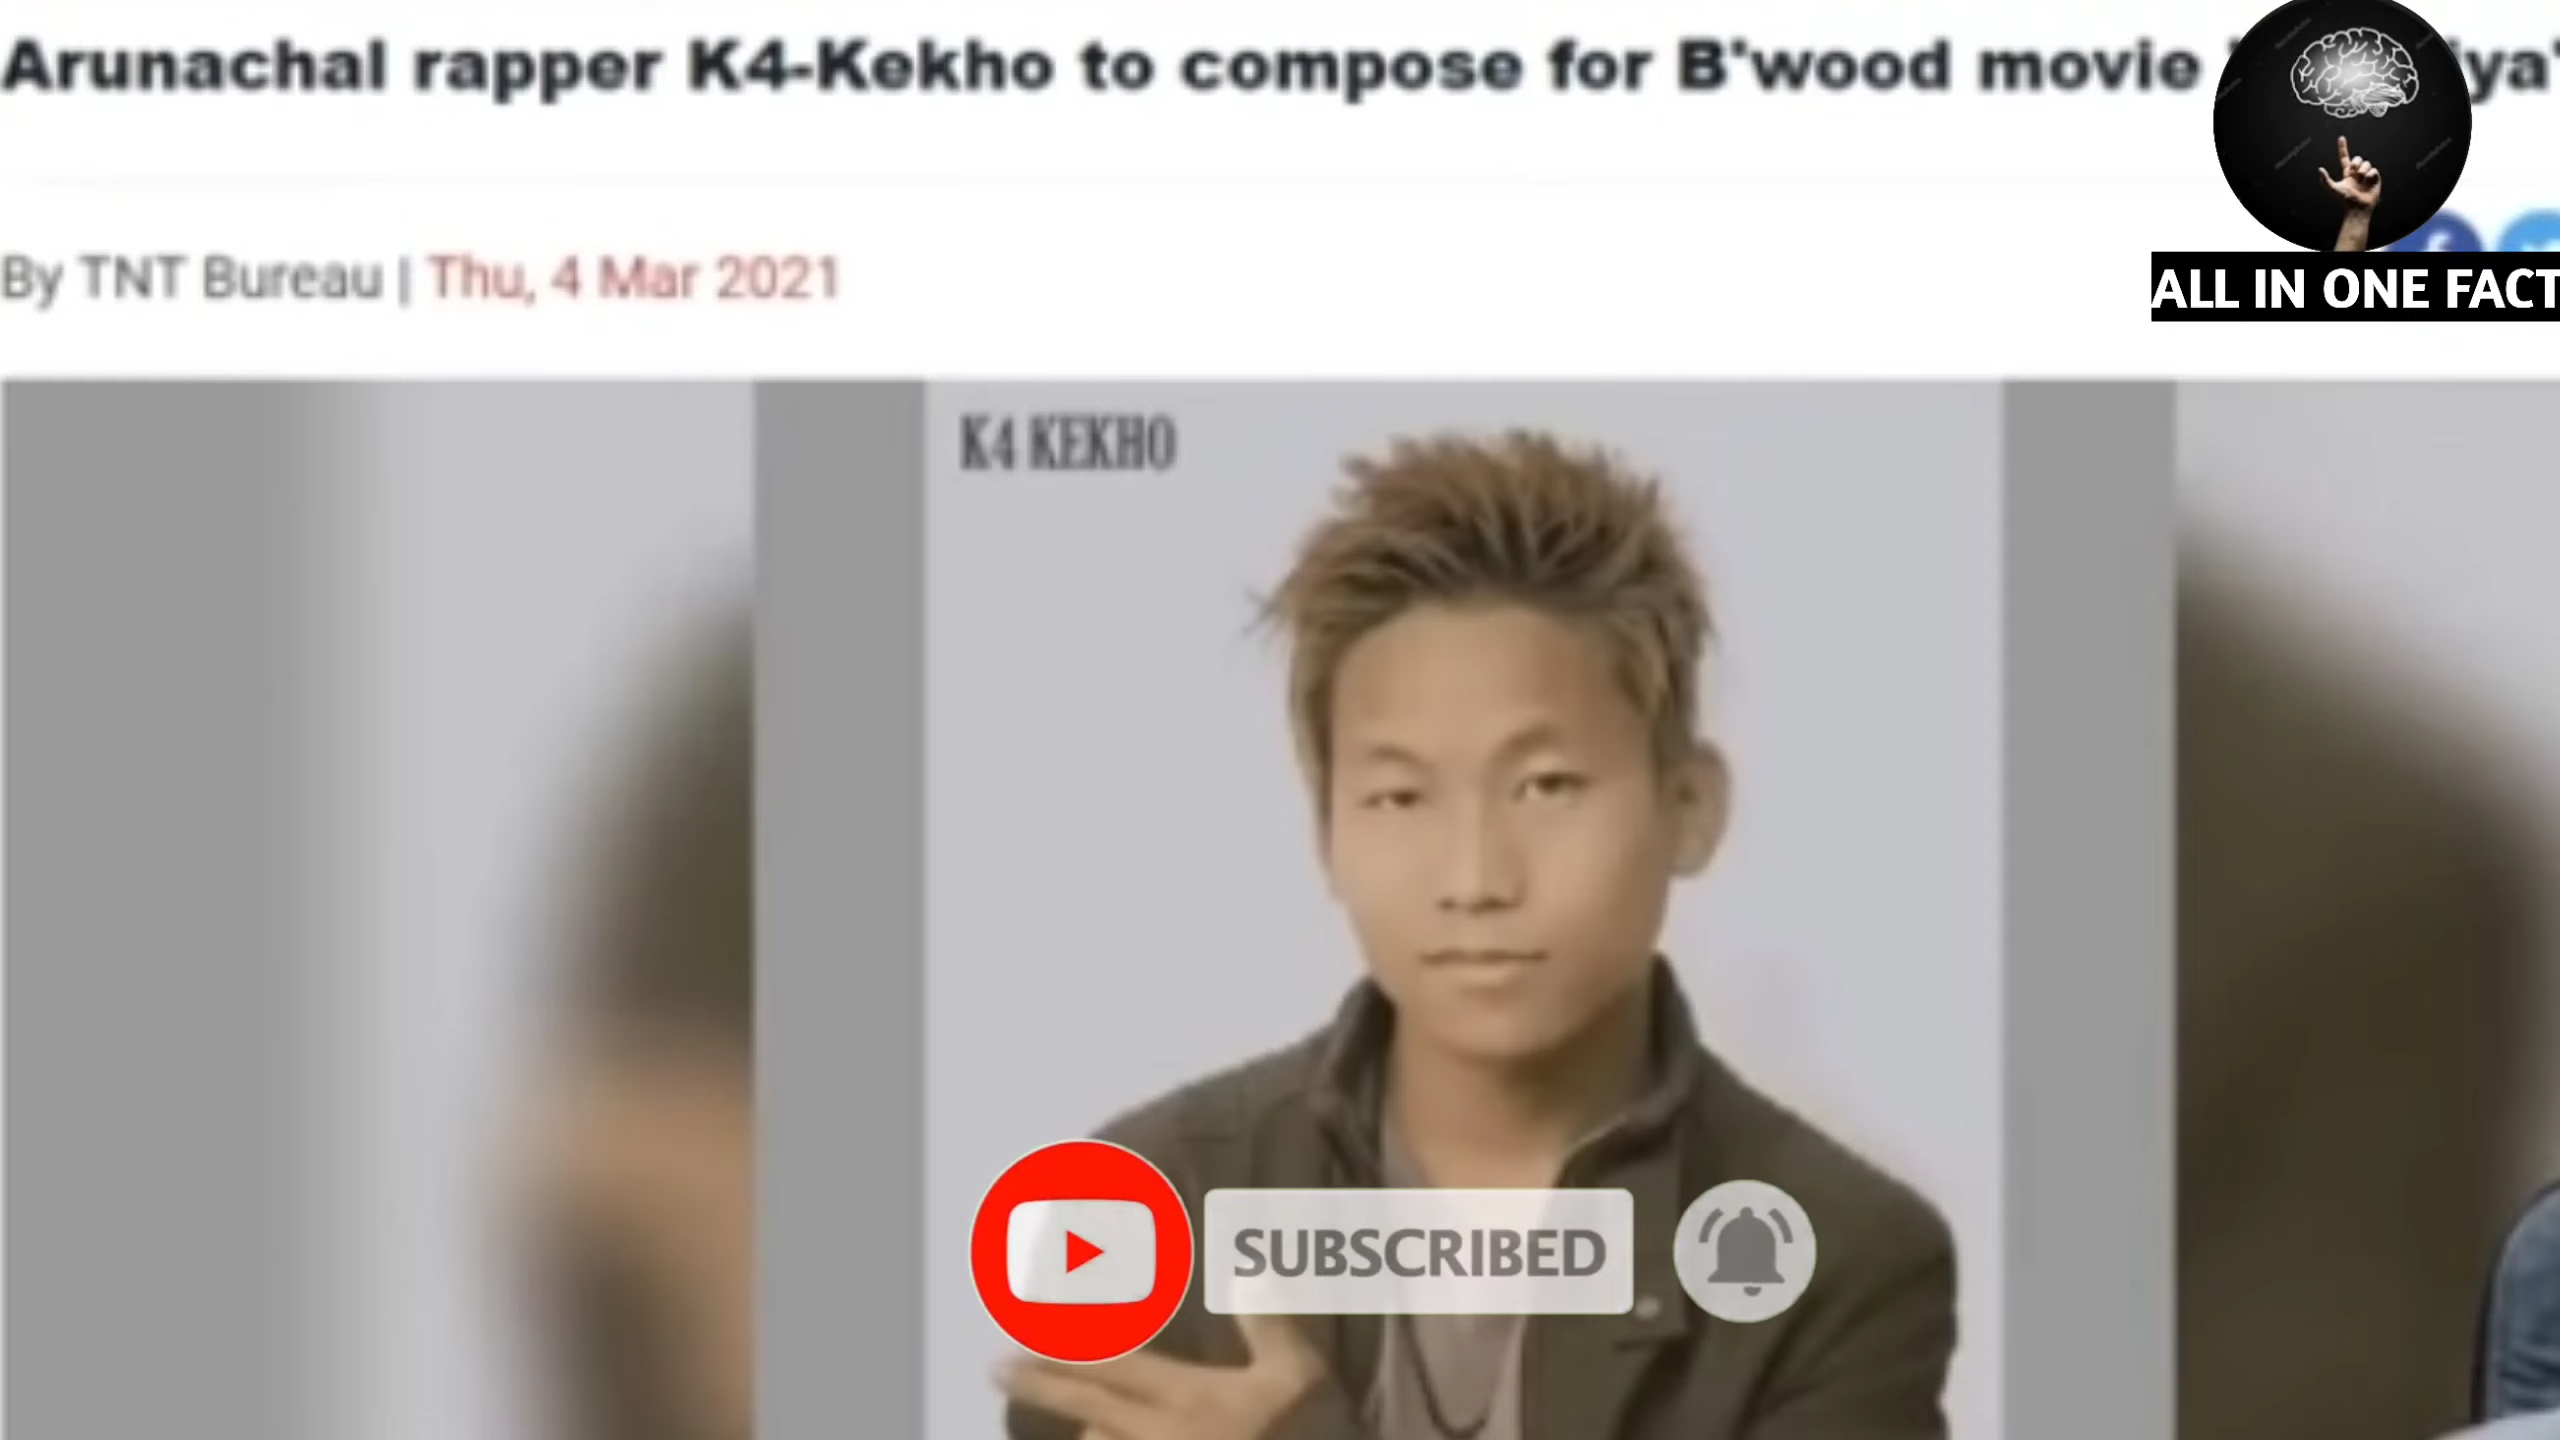 Arunachal rapper K4-Kekho to compose for B'wood movie
By TNT Bureau | Thu, 4 Mar 2021
ALL IN ONE FACT
K4 KEKHO
SUBSCRIBED